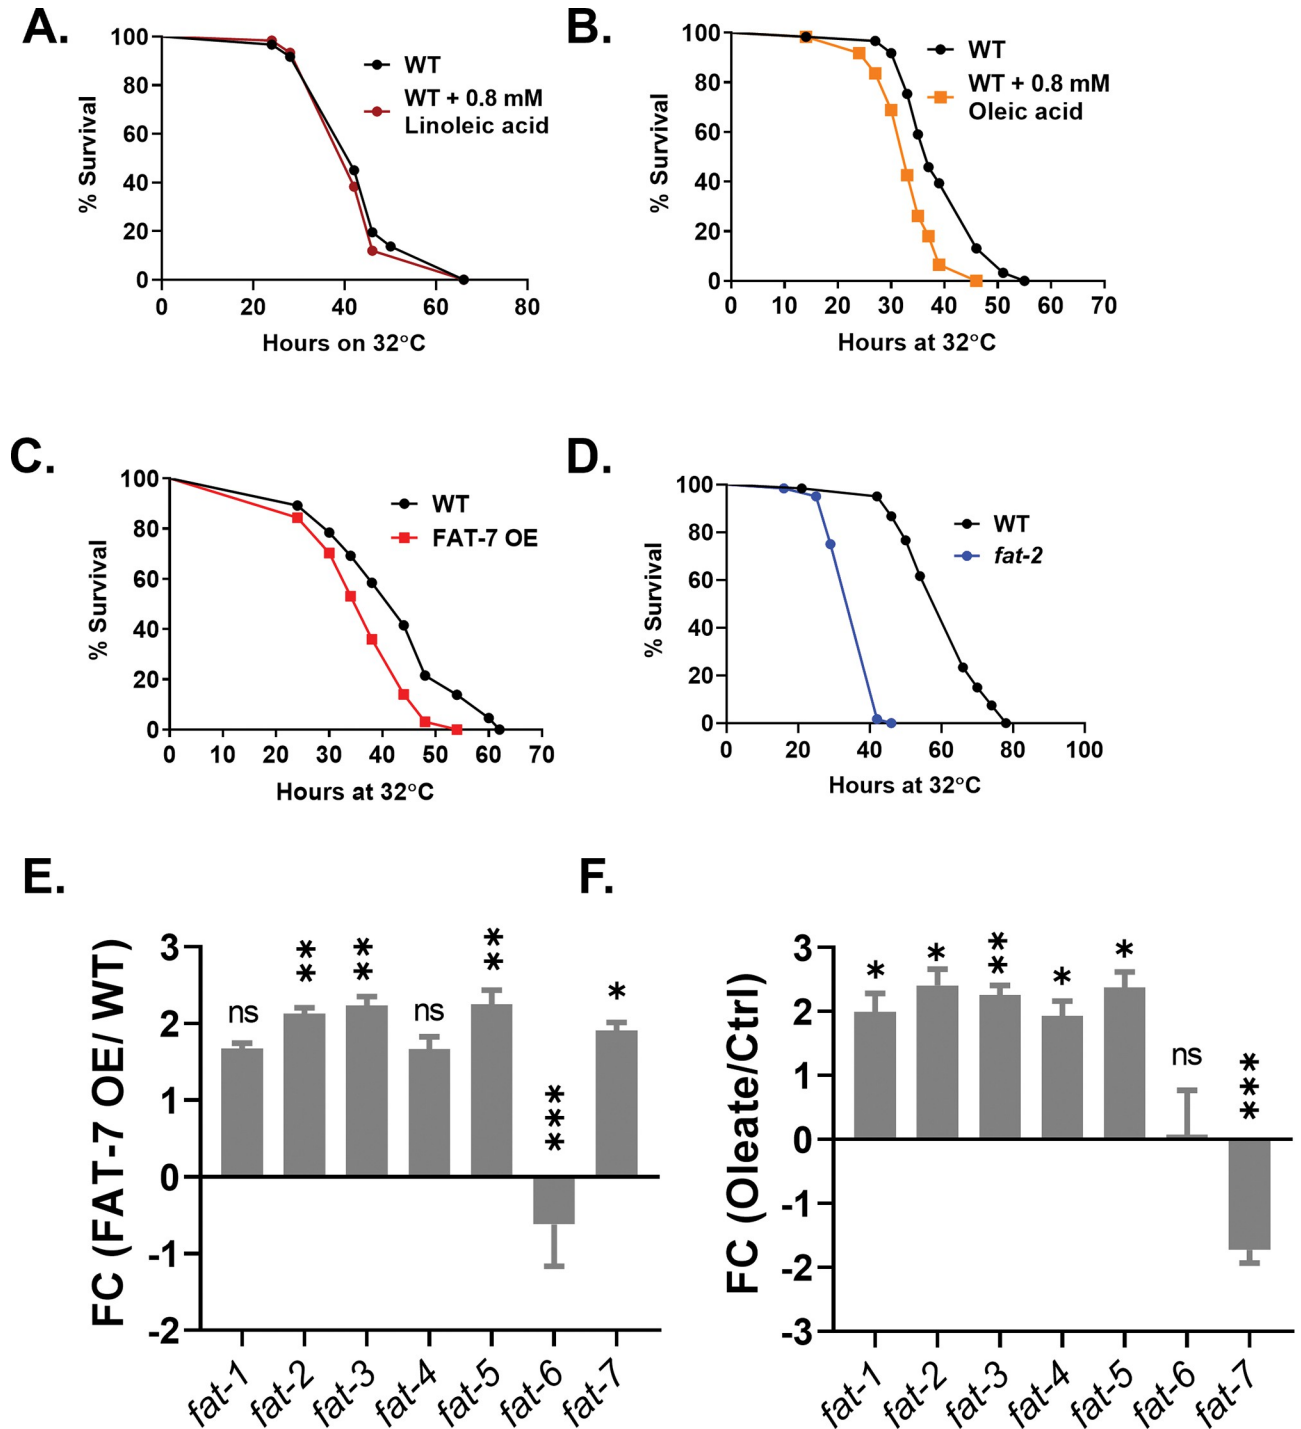 A.
100
80
60
40
20
0
% Survival
WT
WT + 0.8 mM
Linoleic acid
0 20 40 60 80
Hours on 32°C
B.
100
80
60
40
20
0
% Survival
WT
WT + 0.8 mM
Oleic acid
0 10 20 30 40 50 60 70
Hours at 32°C
C.
100
80
60
40
20
0
% Survival
WT
FAT-7 OE
0 10 20 30 40 50 60 70
Hours at 32°C
D.
100
80
60
40
20
0
% Survival
WT
fat-2
0 20 40 60 80 100
Hours at 32°C
E.
FC (FAT-7 OE/ WT)
3
2
1
0
-1
-2
ns ** ** ns ** *** *
fat-1 fat-2 fat-3 fat-4 fat-5 fat-6 fat-7
F.
FC (Oleate/Ctrl)
3
2
1
0
-1
-2
-3
* * ** * * ns ***
fat-1 fat-2 fat-3 fat-4 fat-5 fat-6 fat-7